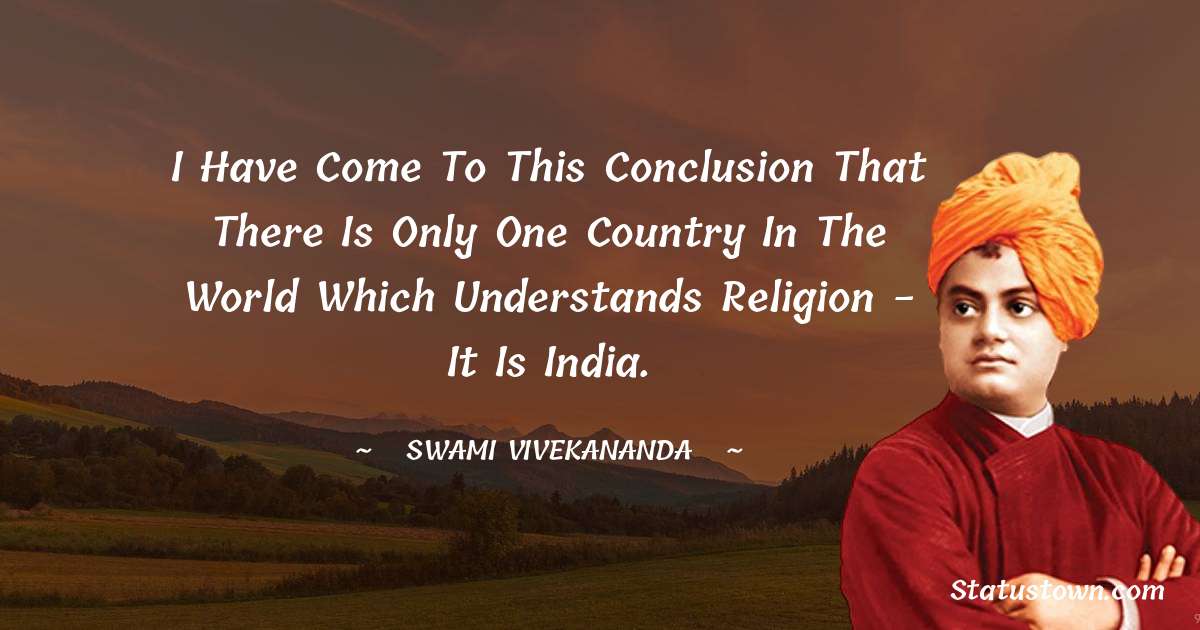 I Have Come To This Conclusion That
There Is Only One Country In The
World Which Understands Religion –
It Is India.
~ SWAMI VIVEKANANDA ~
Statustown.com